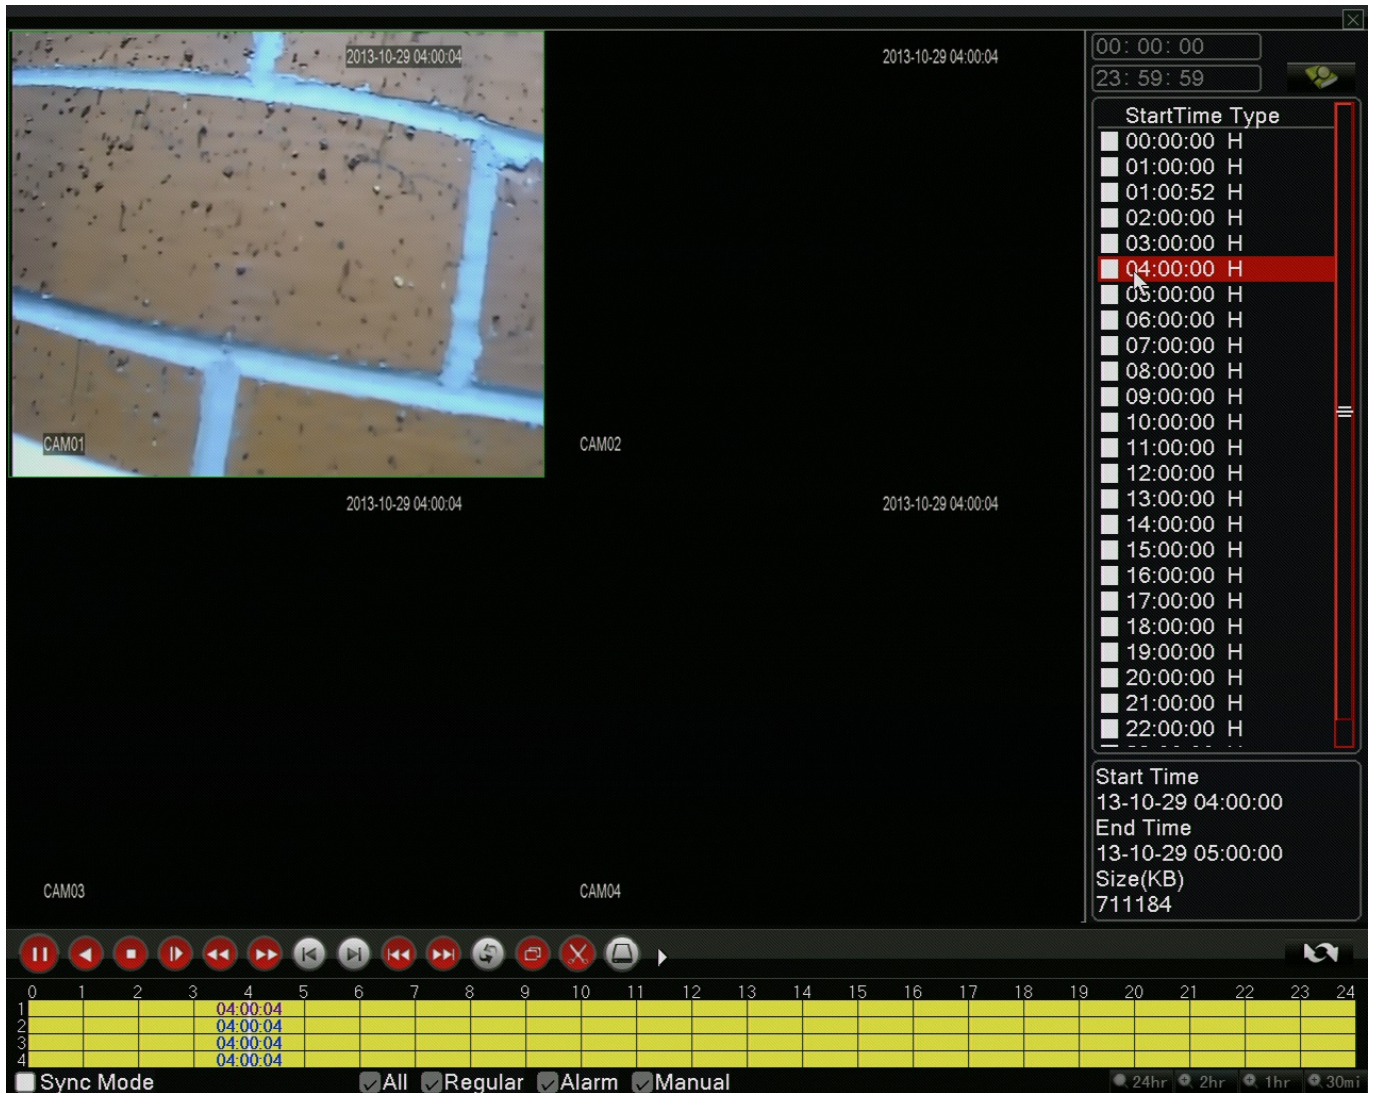 2013-10-29 04:00:04
CAM01
2013-10-29 04:00:04
CAM02
2013-10-29 04:00:04
CAM03
2013-10-29 04:00:04
CAM04
00: 00: 00
23: 59: 59
StartTime Type
00:00:00 H
01:00:00 H
01:00:52 H
02:00:00 H
03:00:00 H
04:00:00 H
05:00:00 H
06:00:00 H
07:00:00 H
08:00:00 H
09:00:00 H
10:00:00 H
11:00:00 H
12:00:00 H
13:00:00 H
14:00:00 H
15:00:00 H
16:00:00 H
17:00:00 H
18:00:00 H
19:00:00 H
20:00:00 H
21:00:00 H
22:00:00 H
Start Time
13-10-29 04:00:00
End Time
13-10-29 05:00:00
Size(KB)
711184
0 1 2 3 4 5 6 7 8 9 10 11 12 13 14 15 16 17 18 19 20 21 22 23 24
1 04:00:04
2 04:00:04
3 04:00:04
4 04:00:04
Sync Mode All Regular Alarm Manual 24hr 2hr 1hr 30mi